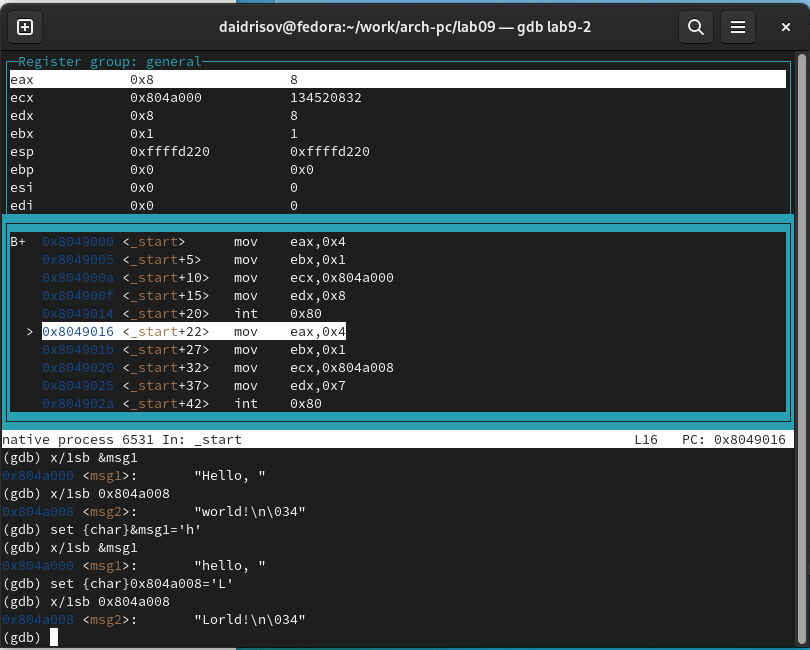 daidrisov@fedora:~/work/arch-pc/lab09 — gdb lab9-2
Register group: general
eax 0x8 8
ecx 0x804a000 134520832
edx 0x8 8
ebx 0x1 1
esp 0xffffd220 0xffffd220
ebp 0x0 0x0
esi 0x0 0
edi 0x0 0
B+ 0x8049000 <_start> mov eax,0x4
0x8049005 <_start+5> mov ebx,0x1
0x804900a <_start+10> mov ecx,0x804a000
0x804900f <_start+15> mov edx,0x8
0x8049014 <_start+20> int 0x80
> 0x8049016 <_start+22> mov eax,0x4
0x804901b <_start+27> mov ebx,0x1
0x8049020 <_start+32> mov ecx,0x804a008
0x8049025 <_start+37> mov edx,0x7
0x804902a <_start+42> int 0x80
native process 6531 In: _start L16 PC: 0x8049016
(gdb) x/1sb &msg1
0x804a000 <msg1>: "Hello, "
(gdb) x/1sb 0x804a008
0x804a008 <msg2>: "world!\n\034"
(gdb) set {char}&msg1='h'
(gdb) x/1sb &msg1
0x804a000 <msg1>: "hello, "
(gdb) set {char}0x804a008='L'
(gdb) x/1sb 0x804a008
0x804a008 <msg2>: "Lorld!\n\034"
(gdb)